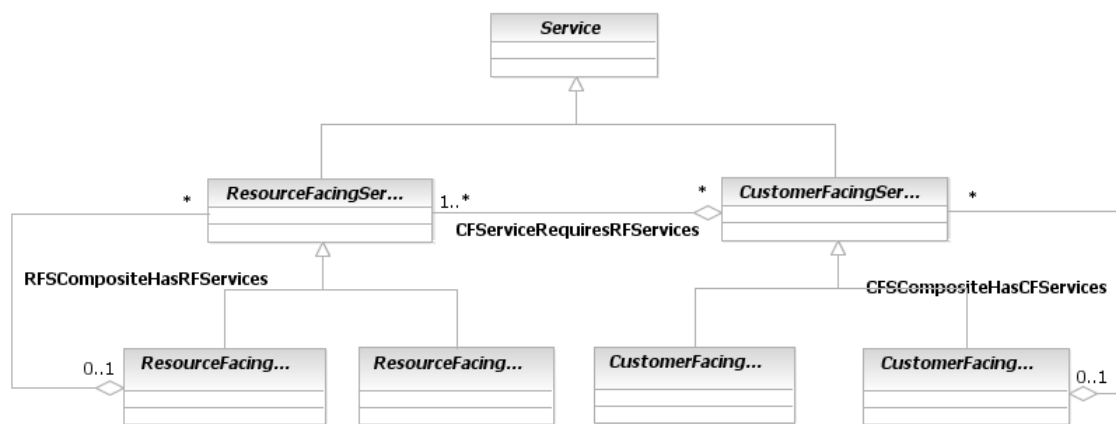 Service
* ResourceFacingSer... 1..* * CustomerFacingSer... *
CFServiceRequiresRFServices
RFSCompositeHasRFServices CFSCompositeHasCFServices
0..1 ResourceFacing... ResourceFacing... CustomerFacing... CustomerFacing... 0..1